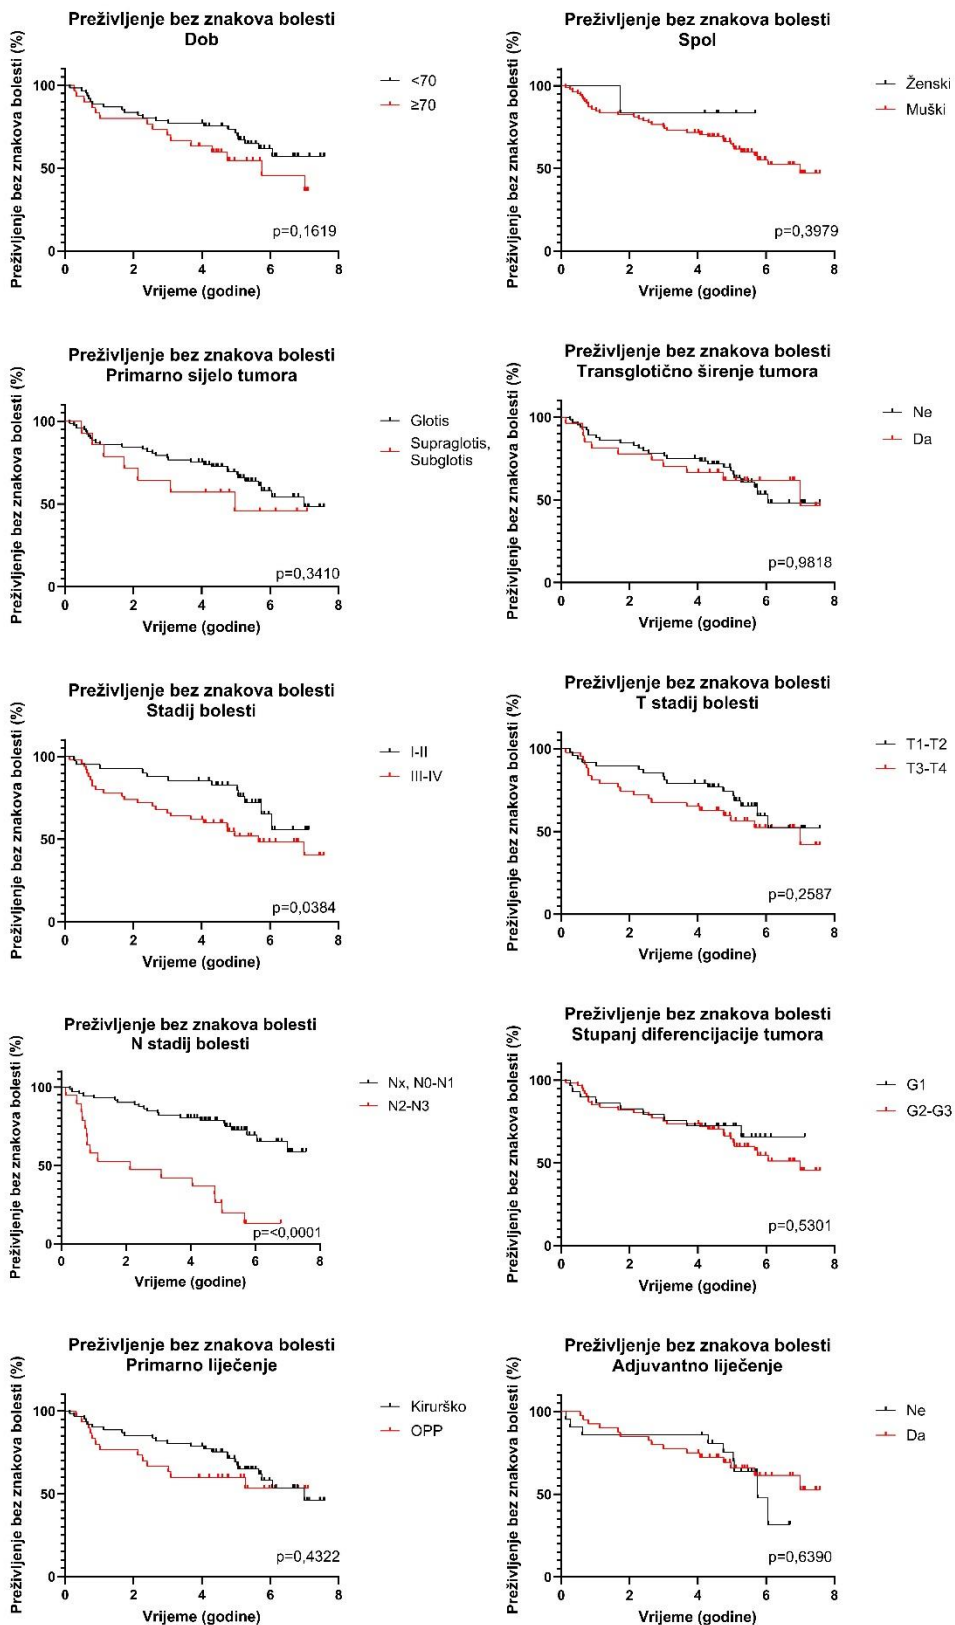 Preživljenje bez znakova bolesti
Dob
Preživljenje bez znakova bolesti (%)
100
50
0
0 2 4 6 8
Vrijeme (godine)
<70
≥70
p=0,1619
Preživljenje bez znakova bolesti
Spol
Preživljenje bez znakova bolesti (%)
100
50
0
0 2 4 6 8
Vrijeme (godine)
Ženski
Muški
p=0,3979
Preživljenje bez znakova bolesti
Primarno sijelo tumora
Preživljenje bez znakova bolesti (%)
100
50
0
0 2 4 6 8
Vrijeme (godine)
Glotis
Supraglotis,
Subglotis
p=0,3410
Preživljenje bez znakova bolesti
Transglotično širenje tumora
Preživljenje bez znakova bolesti (%)
100
50
0
0 2 4 6 8
Vrijeme (godine)
Ne
Da
p=0,9818
Preživljenje bez znakova bolesti
Stadij bolesti
Preživljenje bez znakova bolesti (%)
100
50
0
0 2 4 6 8
Vrijeme (godine)
I-II
III-IV
p=0,0384
Preživljenje bez znakova bolesti
T stadij bolesti
Preživljenje bez znakova bolesti (%)
100
50
0
0 2 4 6 8
Vrijeme (godine)
T1-T2
T3-T4
p=0,2587
Preživljenje bez znakova bolesti
N stadij bolesti
Preživljenje bez znakova bolesti (%)
100
50
0
0 2 4 6 8
Vrijeme (godine)
Nx, N0-N1
N2-N3
p=<0,0001
Preživljenje bez znakova bolesti
Stupanj diferencijacije tumora
Preživljenje bez znakova bolesti (%)
100
50
0
0 2 4 6 8
Vrijeme (godine)
G1
G2-G3
p=0,5301
Preživljenje bez znakova bolesti
Primarno liječenje
Preživljenje bez znakova bolesti (%)
100
50
0
0 2 4 6 8
Vrijeme (godine)
Kirurško
OPP
p=0,4322
Preživljenje bez znakova bolesti
Adjuvantno liječenje
Preživljenje bez znakova bolesti (%)
100
50
0
0 2 4 6 8
Vrijeme (godine)
Ne
Da
p=0,6390